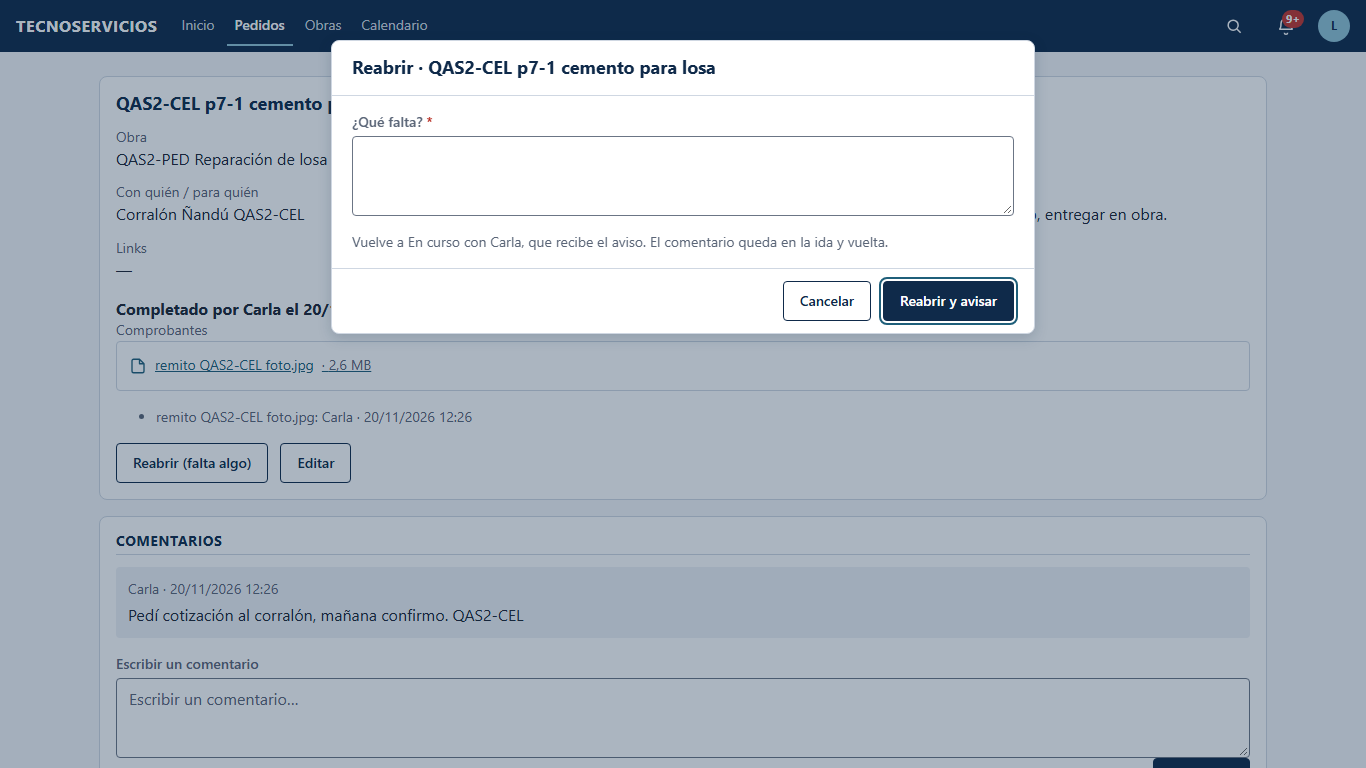 TECNOSERVICIOS Inicio Pedidos Obras Calendario 9+ L
Reabrir · QAS2-CEL p7-1 cemento para losa
¿Qué falta? *
Vuelve a En curso con Carla, que recibe el aviso. El comentario queda en la ida y vuelta.
Cancelar Reabrir y avisar
QAS2-CEL p7-1 cemento
Obra
QAS2-PED Reparación de losa
Con quién / para quién
Corralón Ñandú QAS2-CEL , entregar en obra.
Links
—
Completado por Carla el 20/
Comprobantes
remito QAS2-CEL foto.jpg · 2,6 MB
• remito QAS2-CEL foto.jpg: Carla · 20/11/2026 12:26
Reabrir (falta algo) Editar
COMENTARIOS
Carla · 20/11/2026 12:26
Pedí cotización al corralón, mañana confirmo. QAS2-CEL
Escribir un comentario
Escribir un comentario...